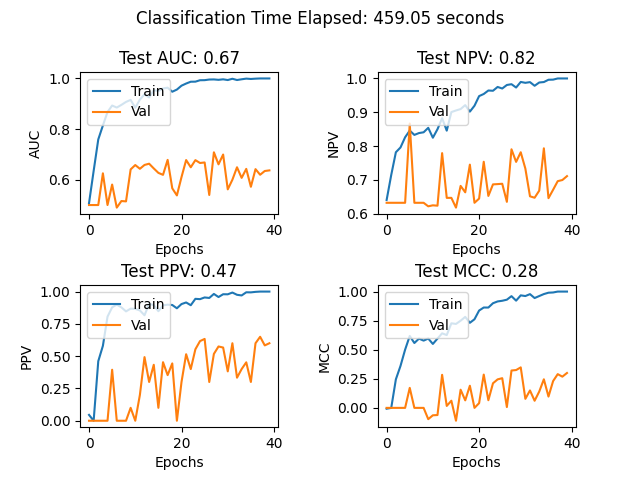 Classification Time Elapsed: 459.05 seconds
Test AUC: 0.67
AUC
1.0
0.8
0.6
Train
Val
0 20 40
Epochs
Test NPV: 0.82
NPV
1.0
0.9
0.8
0.7
0.6
Train
Val
0 20 40
Epochs
Test PPV: 0.47
PPV
1.00
0.75
0.50
0.25
0.00
Train
Val
0 20 40
Epochs
Test MCC: 0.28
MCC
1.00
0.75
0.50
0.25
0.00
Train
Val
0 20 40
Epochs